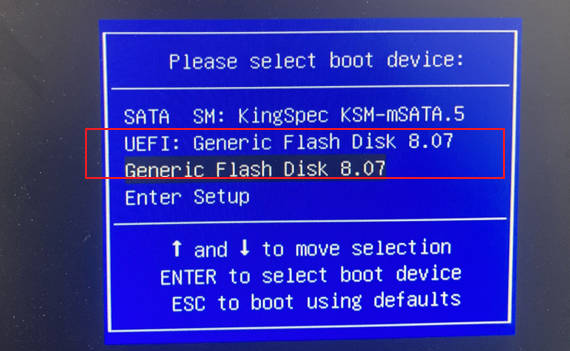 Please select boot device:
SATA SM: KingSpec KSM-mSATA.5
UEFI: Generic Flash Disk 8.07
Generic Flash Disk 8.07
Enter Setup
↑ and ↓ to move selection
ENTER to select boot device
ESC to boot using defaults